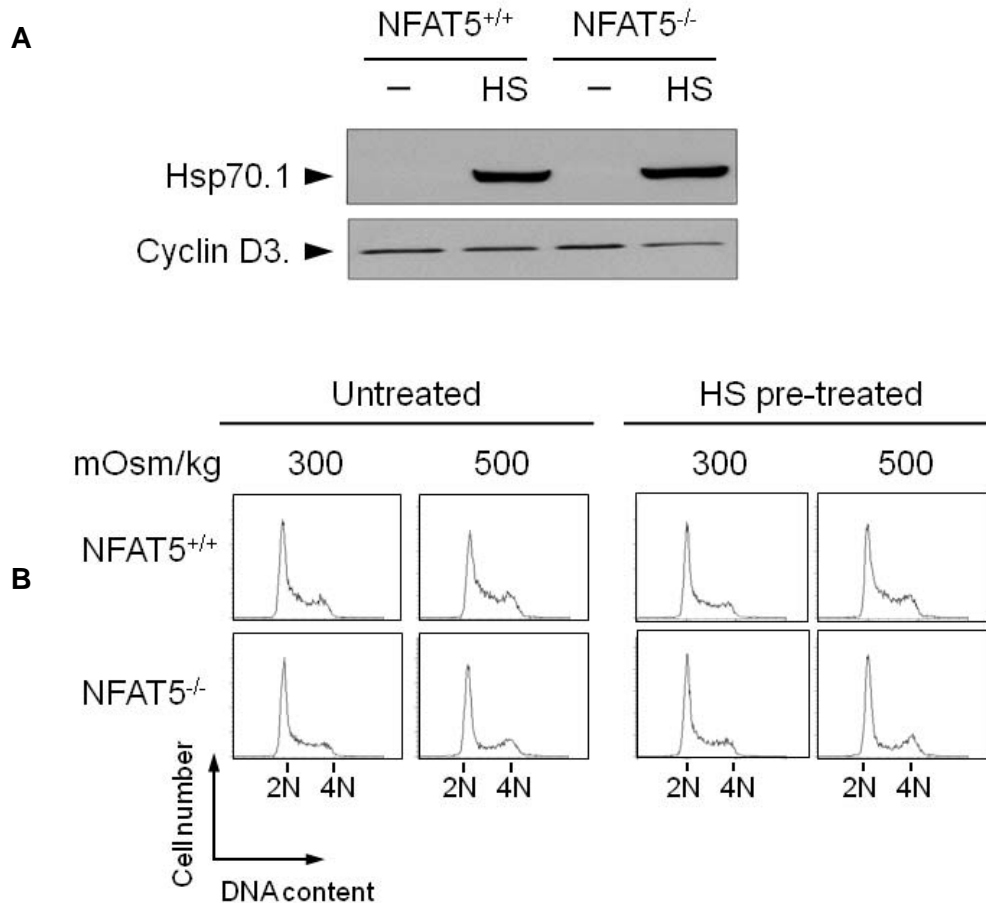 A
NFAT5+/+ NFAT5-/-
– HS – HS
Hsp70.1
Cyclin D3.
Untreated HS pre-treated
mOsm/kg 300 500 300 500
NFAT5+/+
B
NFAT5-/-
2N 4N 2N 4N 2N 4N 2N 4N
Cell number
DNA content